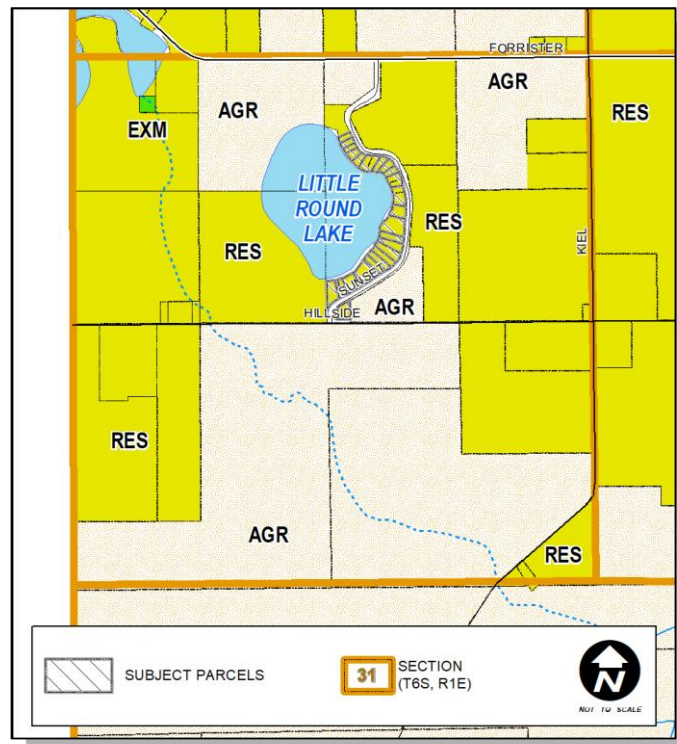 FORRISTER
AGR
AGR
RES
EXM
LITTLE
ROUND
LAKE
RES
RES
KIEL
SUNSET
HILLSIDE
AGR
RES
AGR
RES
SUBJECT PARCELS
31
SECTION
(T6S, R1E)
N
NOT TO SCALE